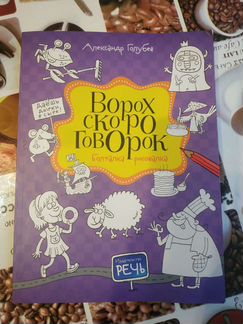 Александр Голубев
Ворох
скоро
говорок
Болталка рисовалка
Издательство
РЕЧЬ